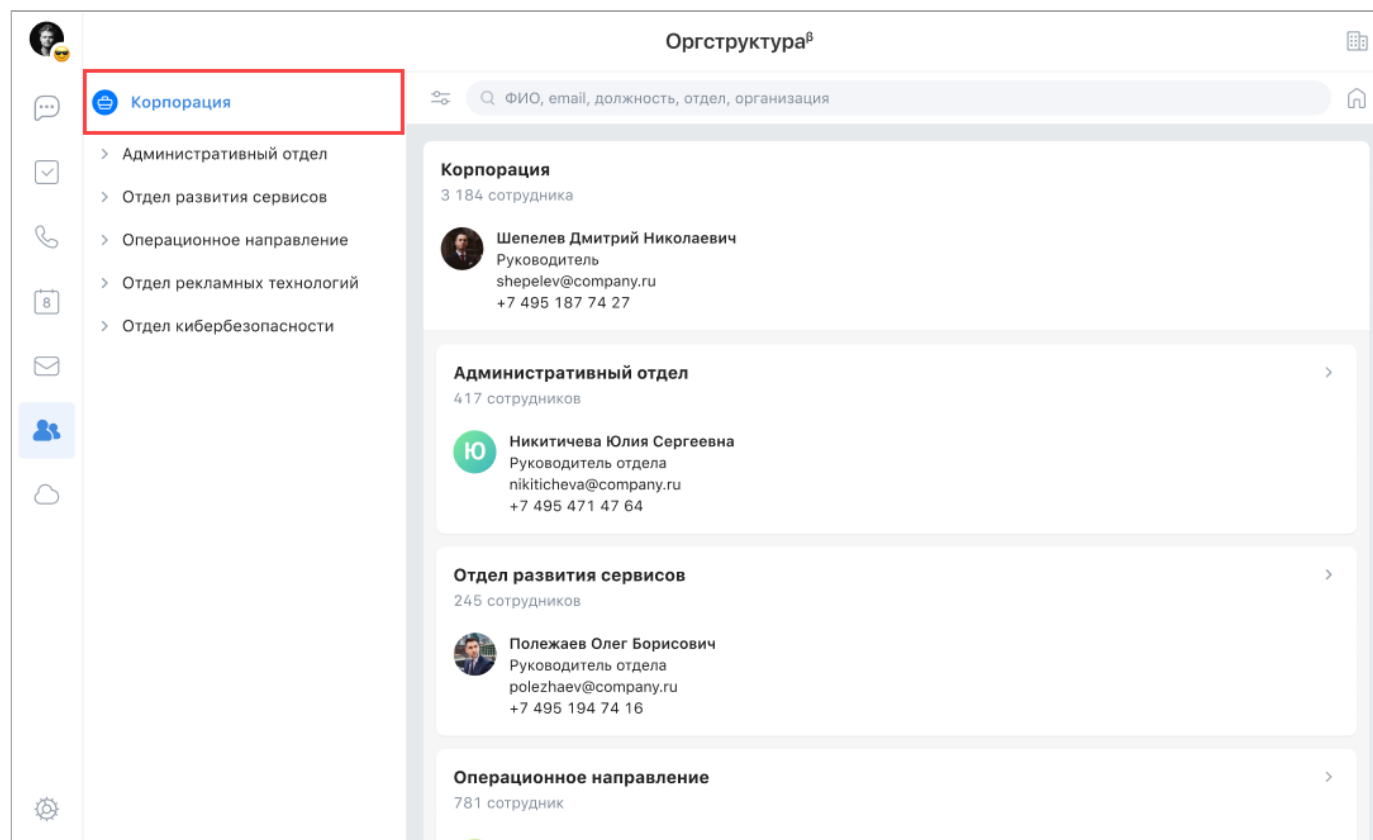 Оргструктураᵝ
Корпорация
Административный отдел
Отдел развития сервисов
Операционное направление
Отдел рекламных технологий
Отдел кибербезопасности
8
ФИО, email, должность, отдел, организация
Корпорация
3 184 сотрудника
Шепелев Дмитрий Николаевич
Руководитель
shepelev@company.ru
+7 495 187 74 27
Административный отдел
417 сотрудников
Ю
Никитичева Юлия Сергеевна
Руководитель отдела
nikiticheva@company.ru
+7 495 471 47 64
Отдел развития сервисов
245 сотрудников
Полежаев Олег Борисович
Руководитель отдела
polezhaev@company.ru
+7 495 194 74 16
Операционное направление
781 сотрудник